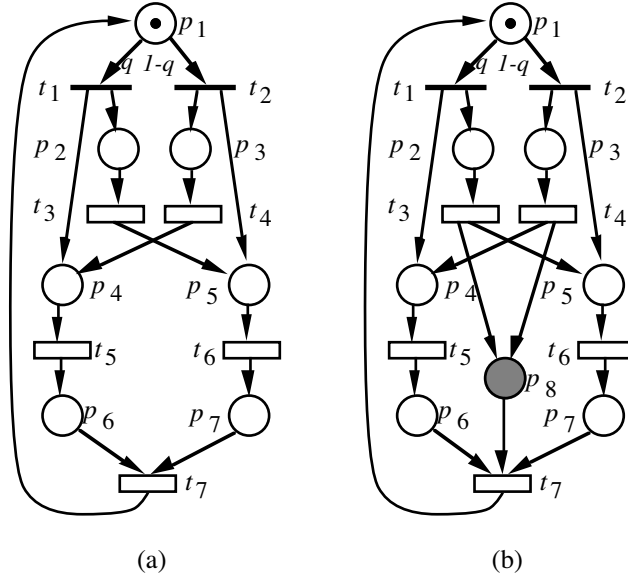 p1 p1
q 1-q q 1-q
t1 t2 t1 t2
p2 p3 p2 p3
t3 t4 t3 t4
p4 p5 p4 p5
t5 t6 t5 t6
p8
p6 p7 p6 p7
t7 t7
(a) (b)